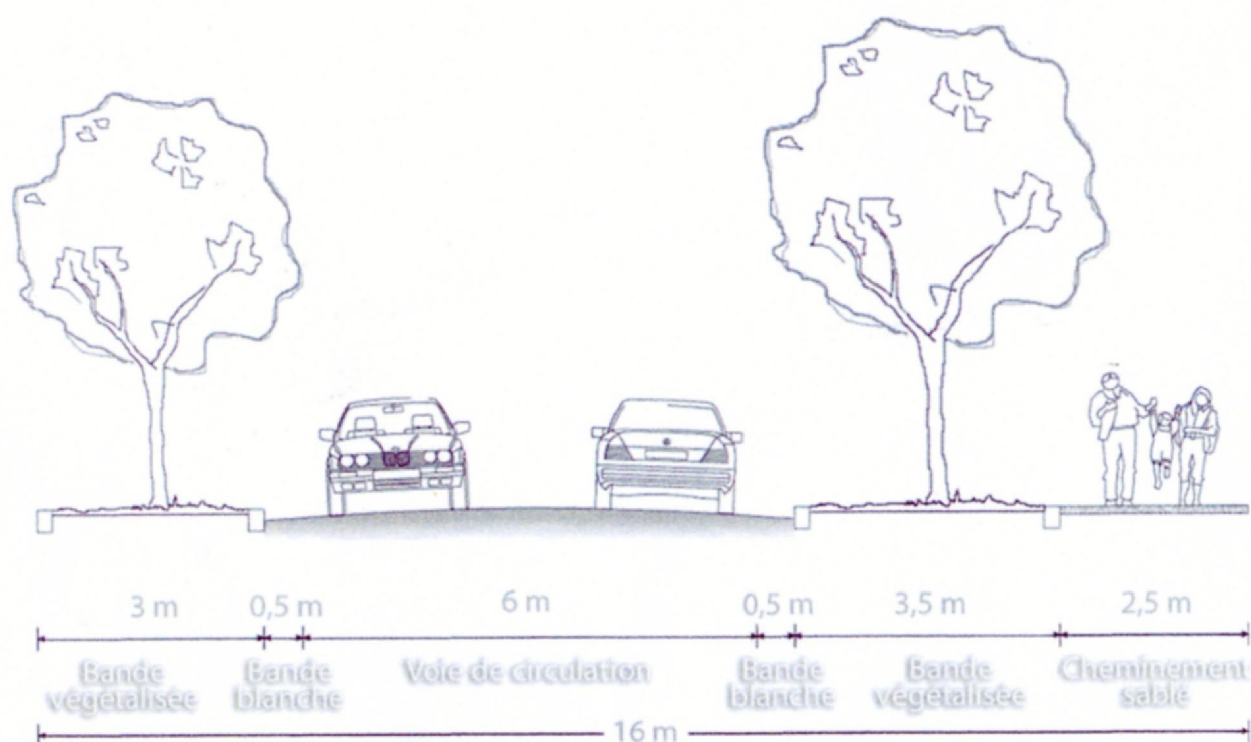 3 m 0,5 m 6 m 0,5 m 3,5 m 2,5 m
Bande Bande Voie de circulation Bande Bande Cheminement
végétalisée blanche blanche végétalisée sablé
16 m